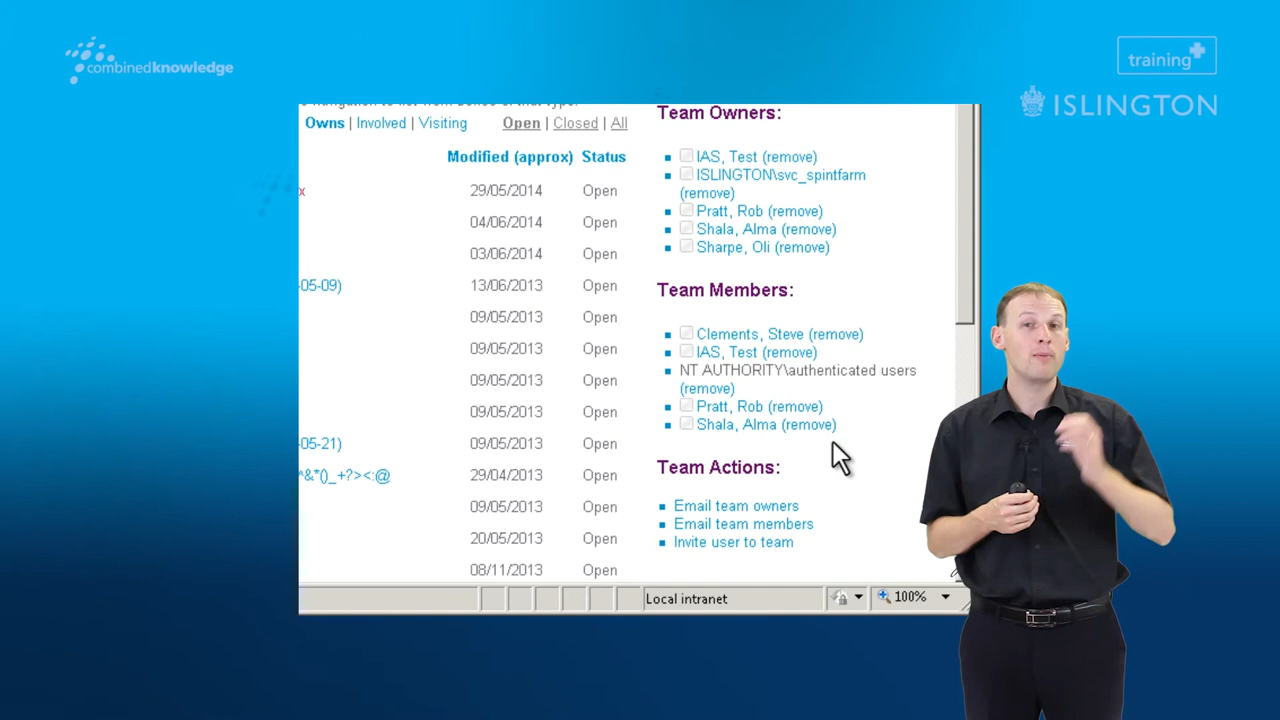 combinedknowledge
training+
ISLINGTON
Owns | Involved | Visiting Open | Closed | All
Modified (approx) Status
x 29/05/2014 Open
04/06/2014 Open
03/06/2014 Open
-05-09) 13/06/2013 Open
09/05/2013 Open
09/05/2013 Open
09/05/2013 Open
09/05/2013 Open
-05-21) 09/05/2013 Open
^&*()_+?><:@ 29/04/2013 Open
09/05/2013 Open
20/05/2013 Open
08/11/2013 Open
Team Owners:
IAS, Test (remove)
ISLINGTON\svc_spintfarm
(remove)
Pratt, Rob (remove)
Shala, Alma (remove)
Sharpe, Oli (remove)
Team Members:
Clements, Steve (remove)
IAS, Test (remove)
NT AUTHORITY\authenticated users
(remove)
Pratt, Rob (remove)
Shala, Alma (remove)
Team Actions:
Email team owners
Email team members
Invite user to team
Local intranet
100%